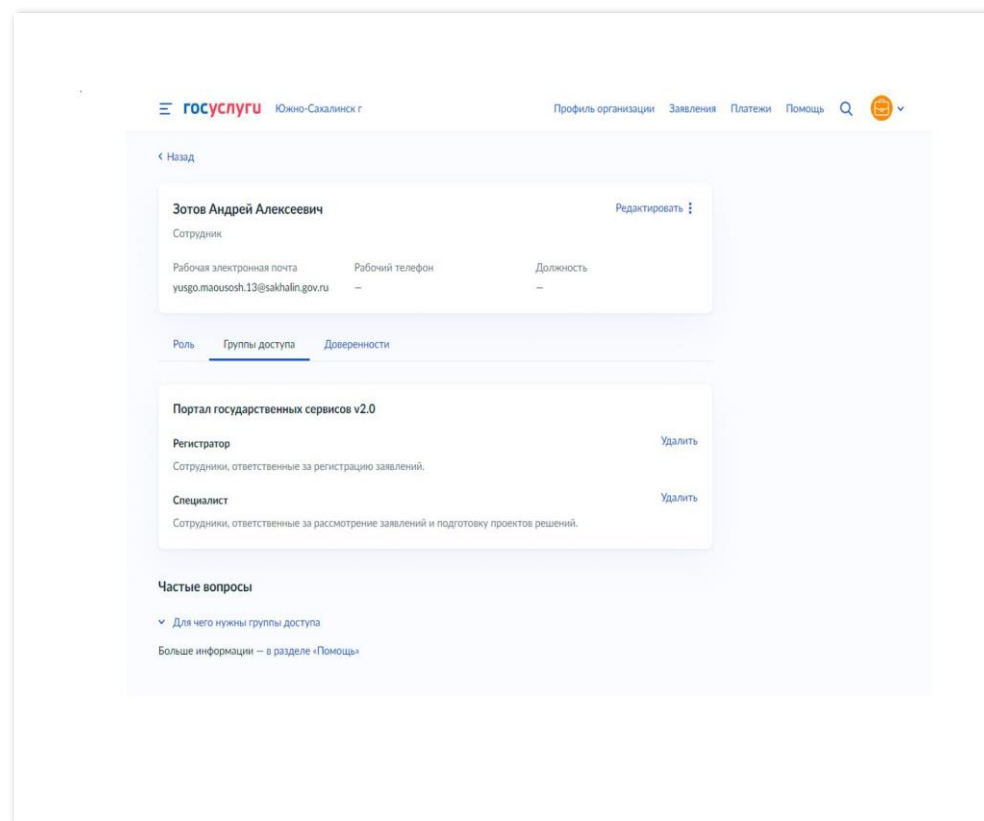 госуслуги Южно-Сахалинск г Профиль организации Заявления Платежи Помощь
Назад
Зотов Андрей Алексеевич Редактировать
Сотрудник
Рабочая электронная почта Рабочий телефон Должность
yusgo.maousosh.13@sakhalin.gov.ru — —
Роль Группы доступа Доверенности
Портал государственных сервисов v2.0
Регистратор Удалить
Сотрудники, ответственные за регистрацию заявлений.
Специалист Удалить
Сотрудники, ответственные за рассмотрение заявлений и подготовку проектов решений.
Частые вопросы
Для чего нужны группы доступа
Больше информации — в разделе «Помощь»